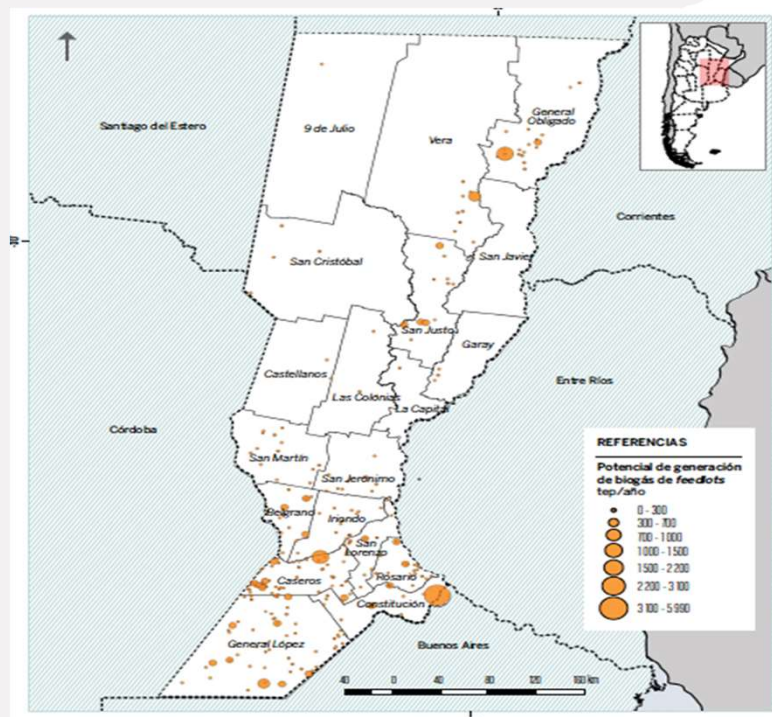 Santiago del Estero
9 de Julio
Vera
General
Obligado
Corrientes
San Cristóbal
San Javier
San Justo
Garay
Castellanos
Las Colonias
La Capital
Entre Ríos
Córdoba
San Martín
San Jerónimo
Belgrano
Iriondo
San
Lorenzo
Caseros
Rosario
Constitución
General López
Buenos Aires
REFERENCIAS
Potencial de generación
de biogás de feedlots
tep/año
0 - 300
300 - 700
700 - 1000
1000 - 1500
1500 - 2200
2200 - 3100
3100 - 5990
40 0 40 80 120 160 km